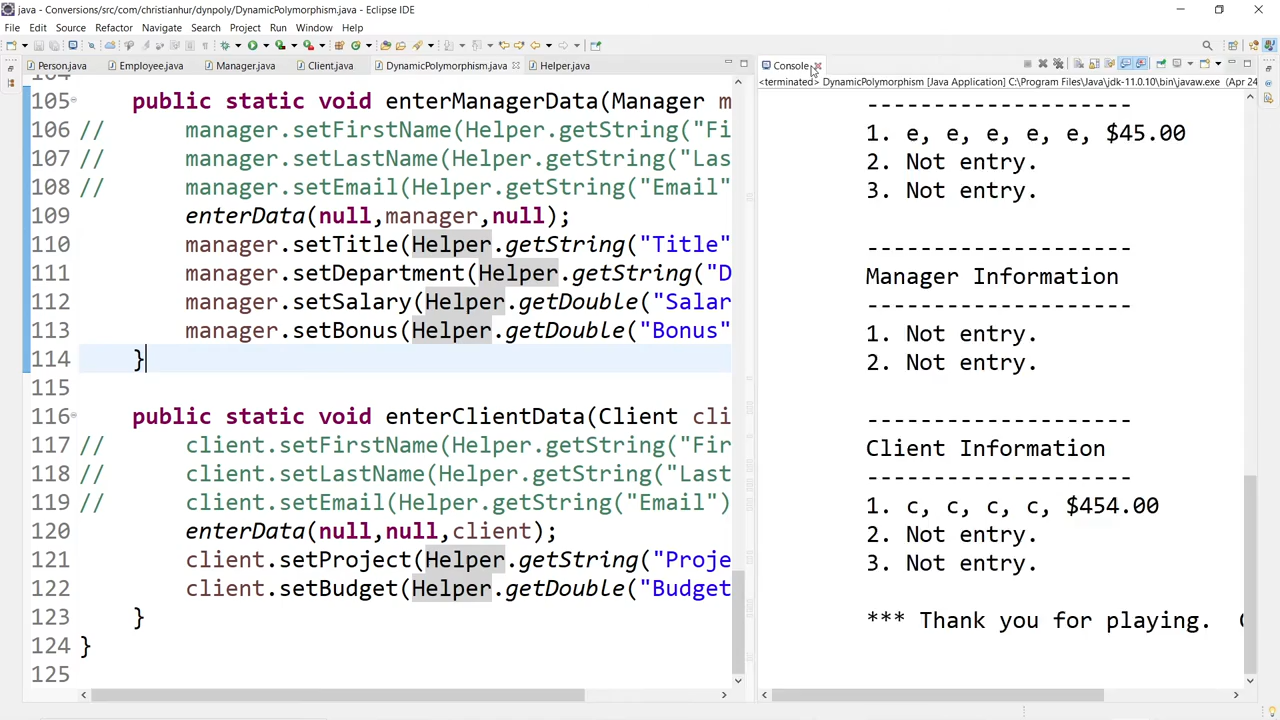 java - Conversions/src/com/christianhur/dynpoly/DynamicPolymorphism.java - Eclipse IDE
File Edit Source Refactor Navigate Search Project Run Window Help
Person.java Employee.java Manager.java Client.java DynamicPolymorphism.java Helper.java
Console
<terminated> DynamicPolymorphism [Java Application] C:\Program Files\Java\jdk-11.0.10\bin\javaw.exe (Apr 24
104
105 public static void enterManagerData(Manager m
106 // manager.setFirstName(Helper.getString("Fi
107 // manager.setLastName(Helper.getString("Las
108 // manager.setEmail(Helper.getString("Email"
109 enterData(null,manager,null);
110 manager.setTitle(Helper.getString("Title"
111 manager.setDepartment(Helper.getString("D
112 manager.setSalary(Helper.getDouble("Salar
113 manager.setBonus(Helper.getDouble("Bonus"
114 }
115
116 public static void enterClientData(Client cli
117 // client.setFirstName(Helper.getString("Fir
118 // client.setLastName(Helper.getString("Last
119 // client.setEmail(Helper.getString("Email")
120 enterData(null,null,client);
121 client.setProject(Helper.getString("Proje
122 client.setBudget(Helper.getDouble("Budget
123 }
124 }
125
--------------------
1. e, e, e, e, e, $45.00
2. Not entry.
3. Not entry.
--------------------
Manager Information
--------------------
1. Not entry.
2. Not entry.
--------------------
Client Information
--------------------
1. c, c, c, c, $454.00
2. Not entry.
3. Not entry.
*** Thank you for playing.